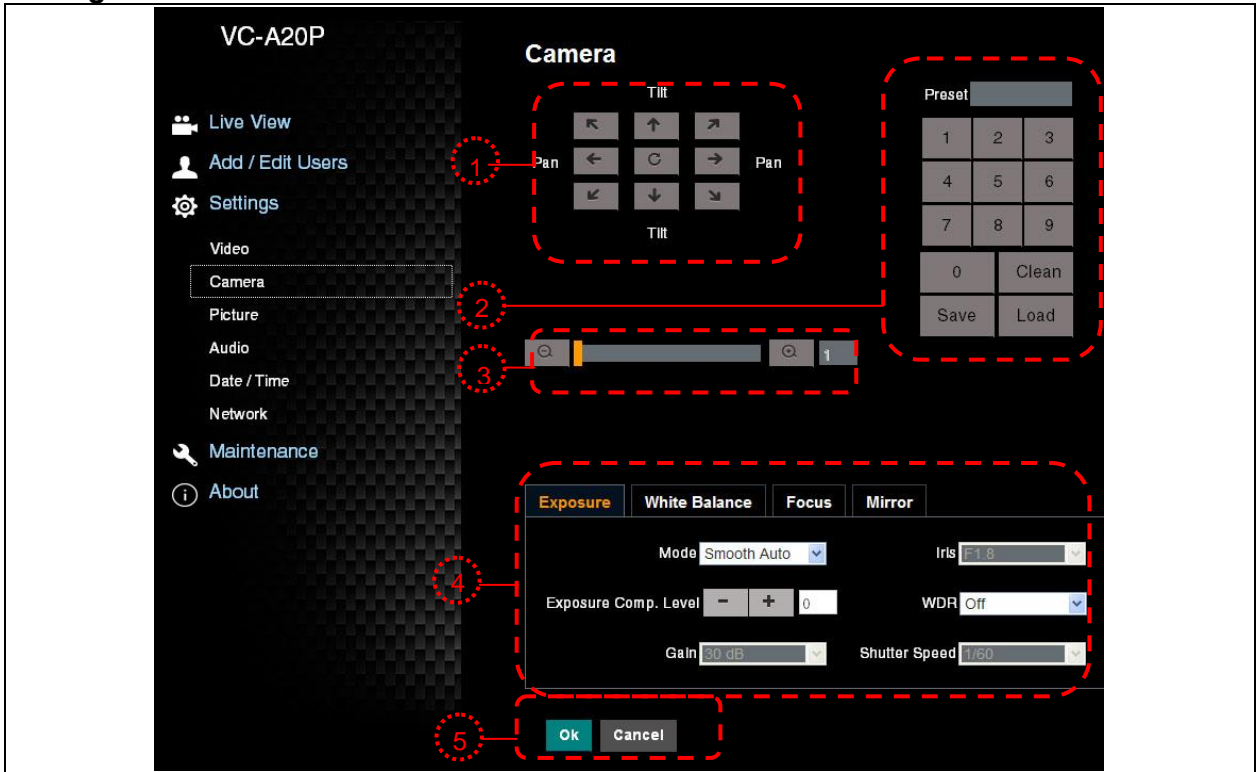 VC-A20P
Live View
Add / Edit Users
Settings
Video
Camera
Picture
Audio
Date / Time
Network
Maintenance
About
Camera
Tilt
Pan
C
Pan
Tilt
1
Preset
1 2 3
4 5 6
7 8 9
0 Clean
Save Load
2
1
3
Exposure White Balance Focus Mirror
Mode Smooth Auto Iris F1.8
Exposure Comp. Level - + 0 WDR Off
Gain 30 dB Shutter Speed 1/60
4
Ok Cancel
5